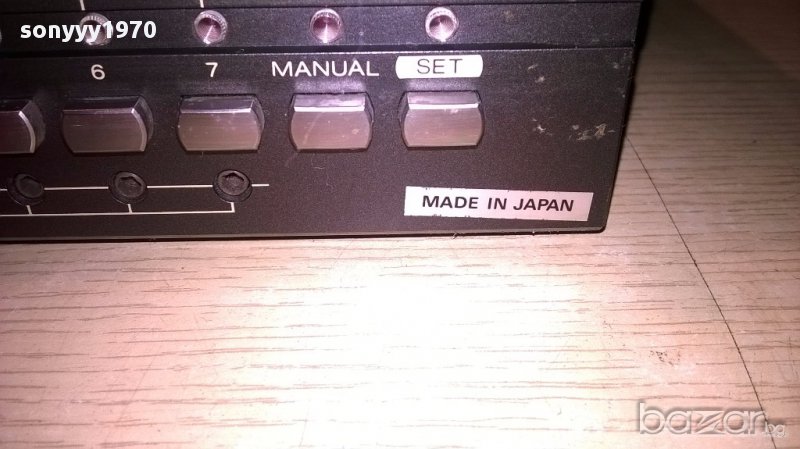 sonyyy1970
6 7 MANUAL SET
MADE IN JAPAN
bazar.bg